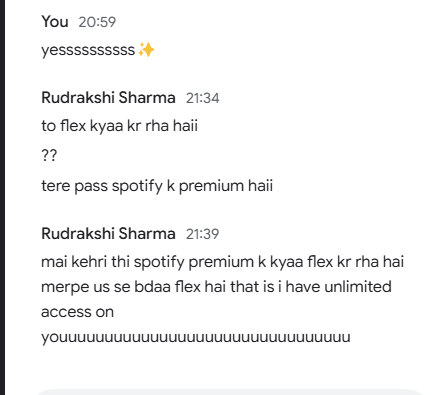 You 20:59
yessssssssss✨
Rudrakshi Sharma 21:34
to flex kyaa kr rha haii
??
tere pass spotify k premium haii
Rudrakshi Sharma 21:39
mai kehri thi spotify premium k kyaa flex kr rha hai
merpe us se bdaa flex hai that is i have unlimited
access on
youuuuuuuuuuuuuuuuuuuuuuuuuuuuuuuu